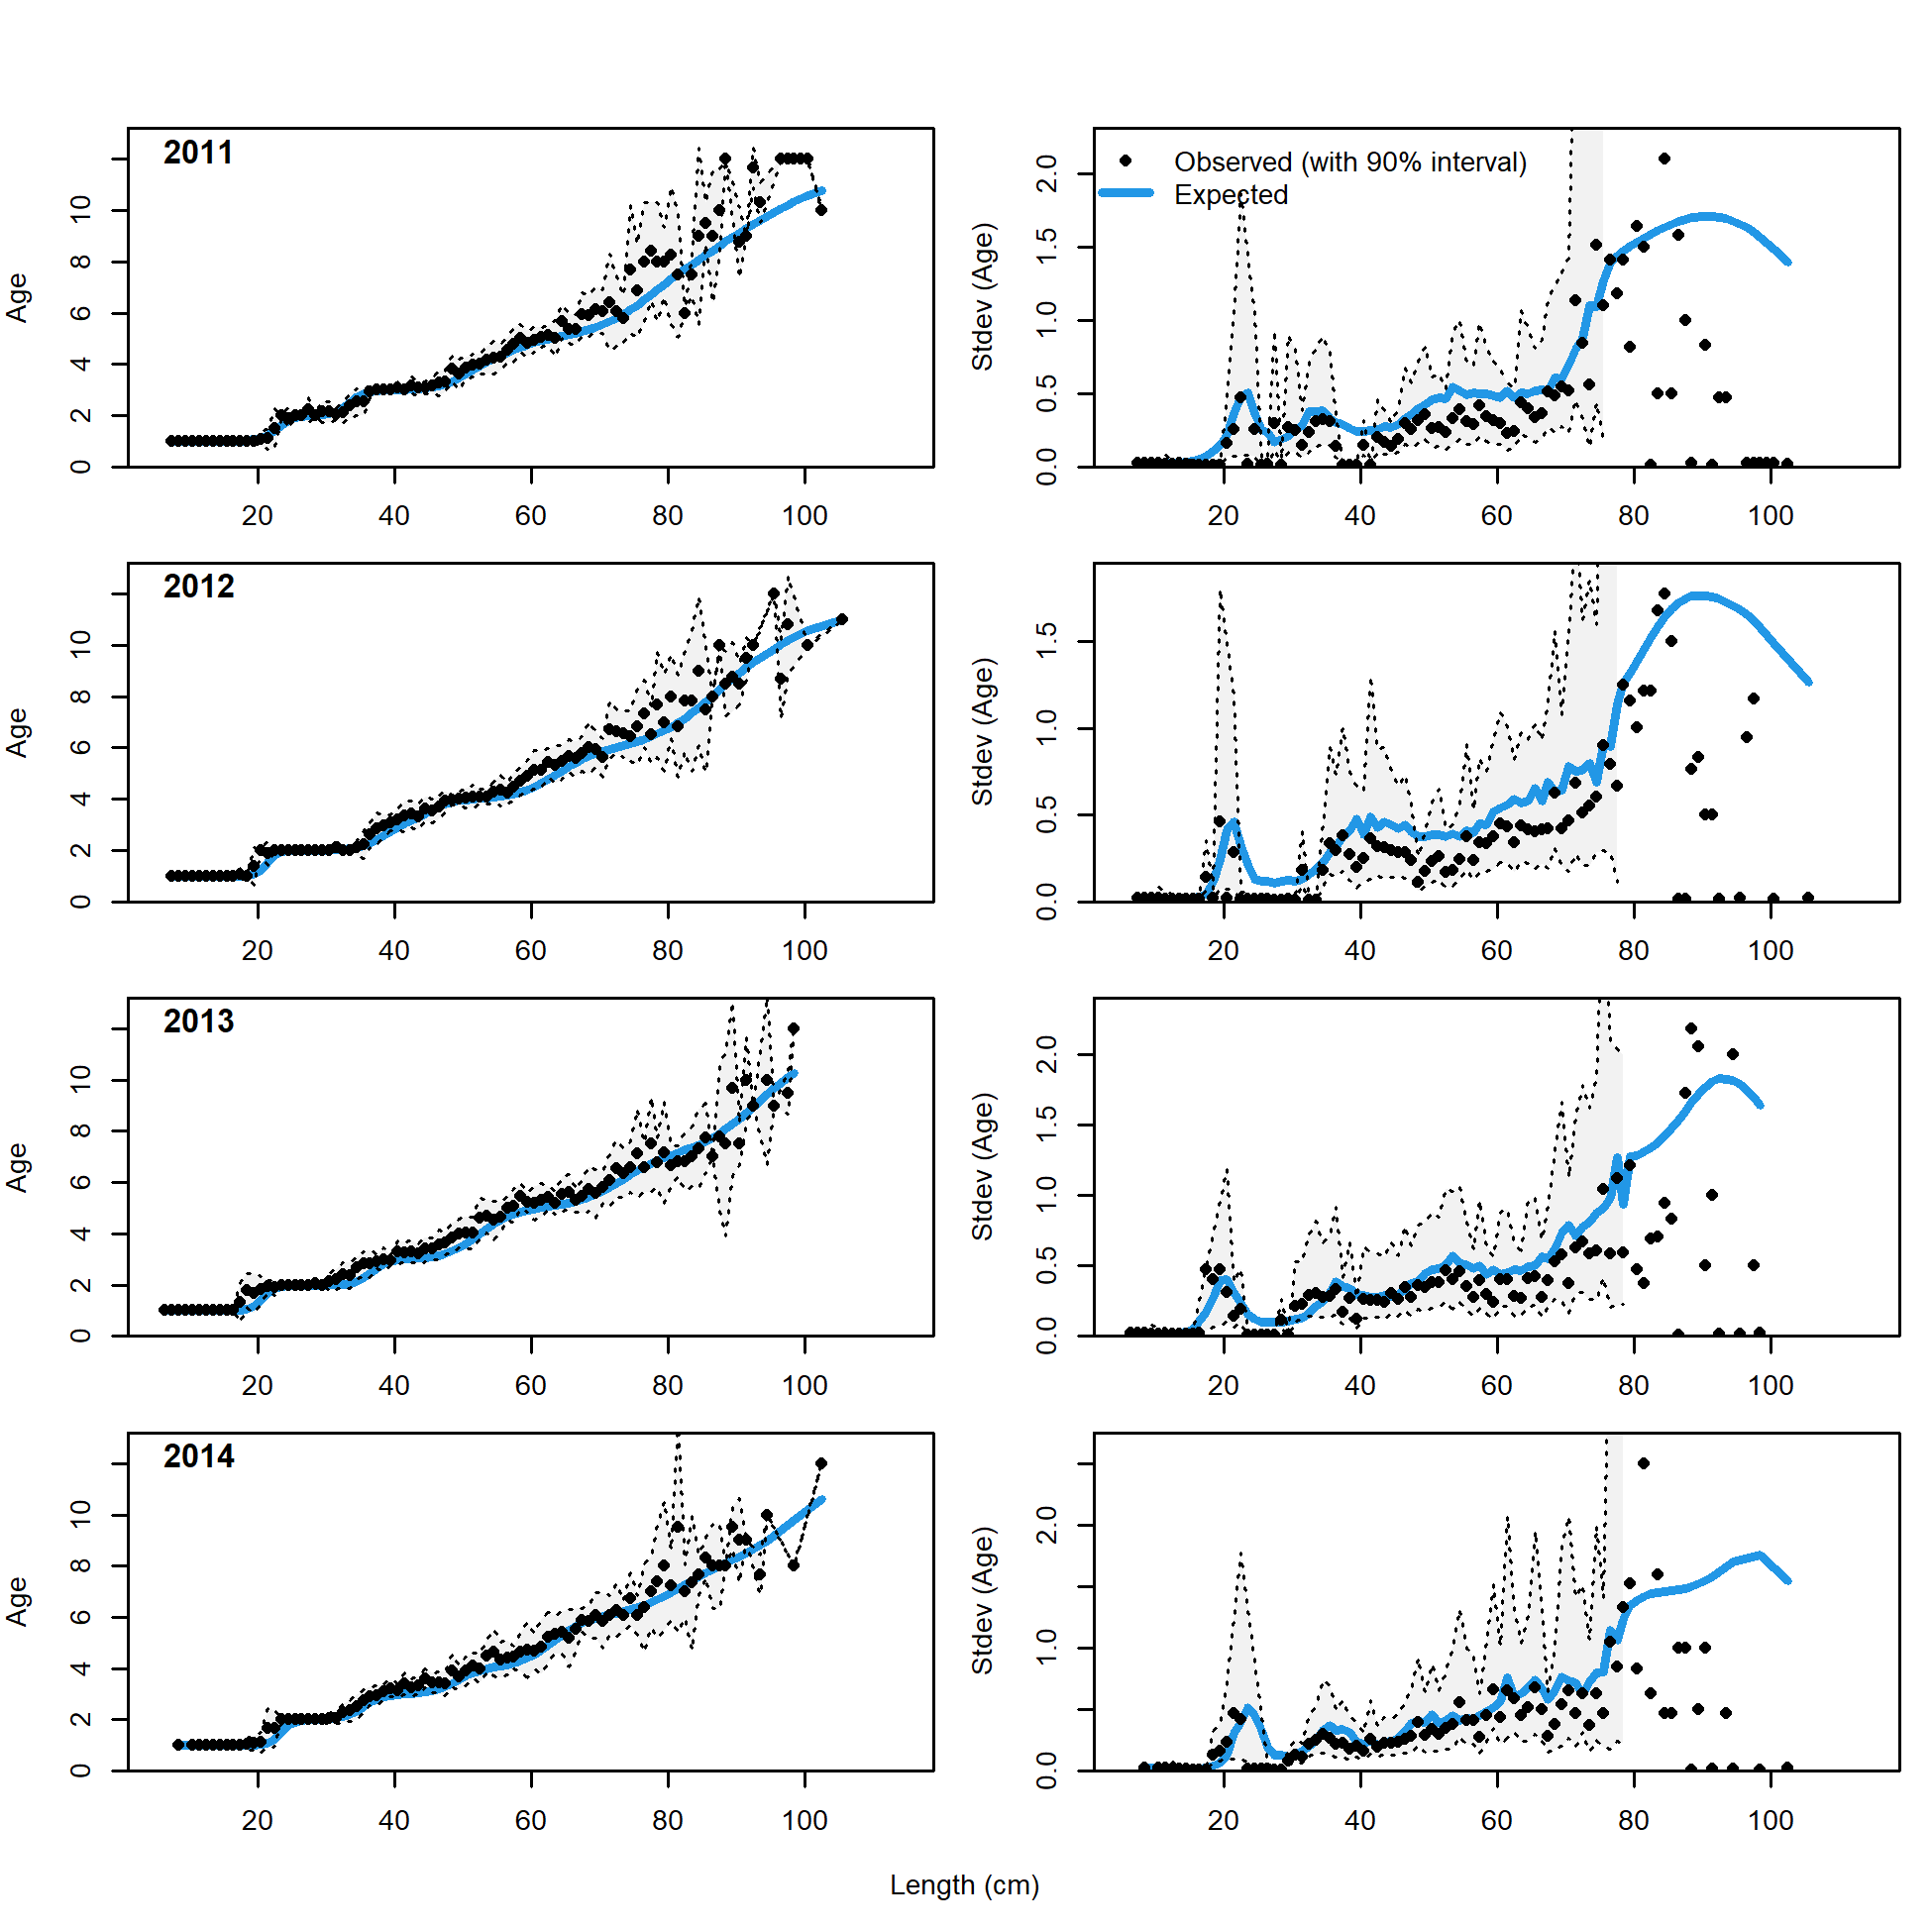 2011
Age
0 2 4 6 8 10
20 40 60 80 100
Observed (with 90% interval)
Expected
Stdev (Age)
0.0 0.5 1.0 1.5 2.0
20 40 60 80 100
2012
Age
0 2 4 6 8 10
20 40 60 80 100
Stdev (Age)
0.0 0.5 1.0 1.5
20 40 60 80 100
2013
Age
0 2 4 6 8 10
20 40 60 80 100
Stdev (Age)
0.0 0.5 1.0 1.5 2.0
20 40 60 80 100
2014
Age
0 2 4 6 8 10
20 40 60 80 100
Stdev (Age)
0.0 1.0 2.0
20 40 60 80 100
Length (cm)